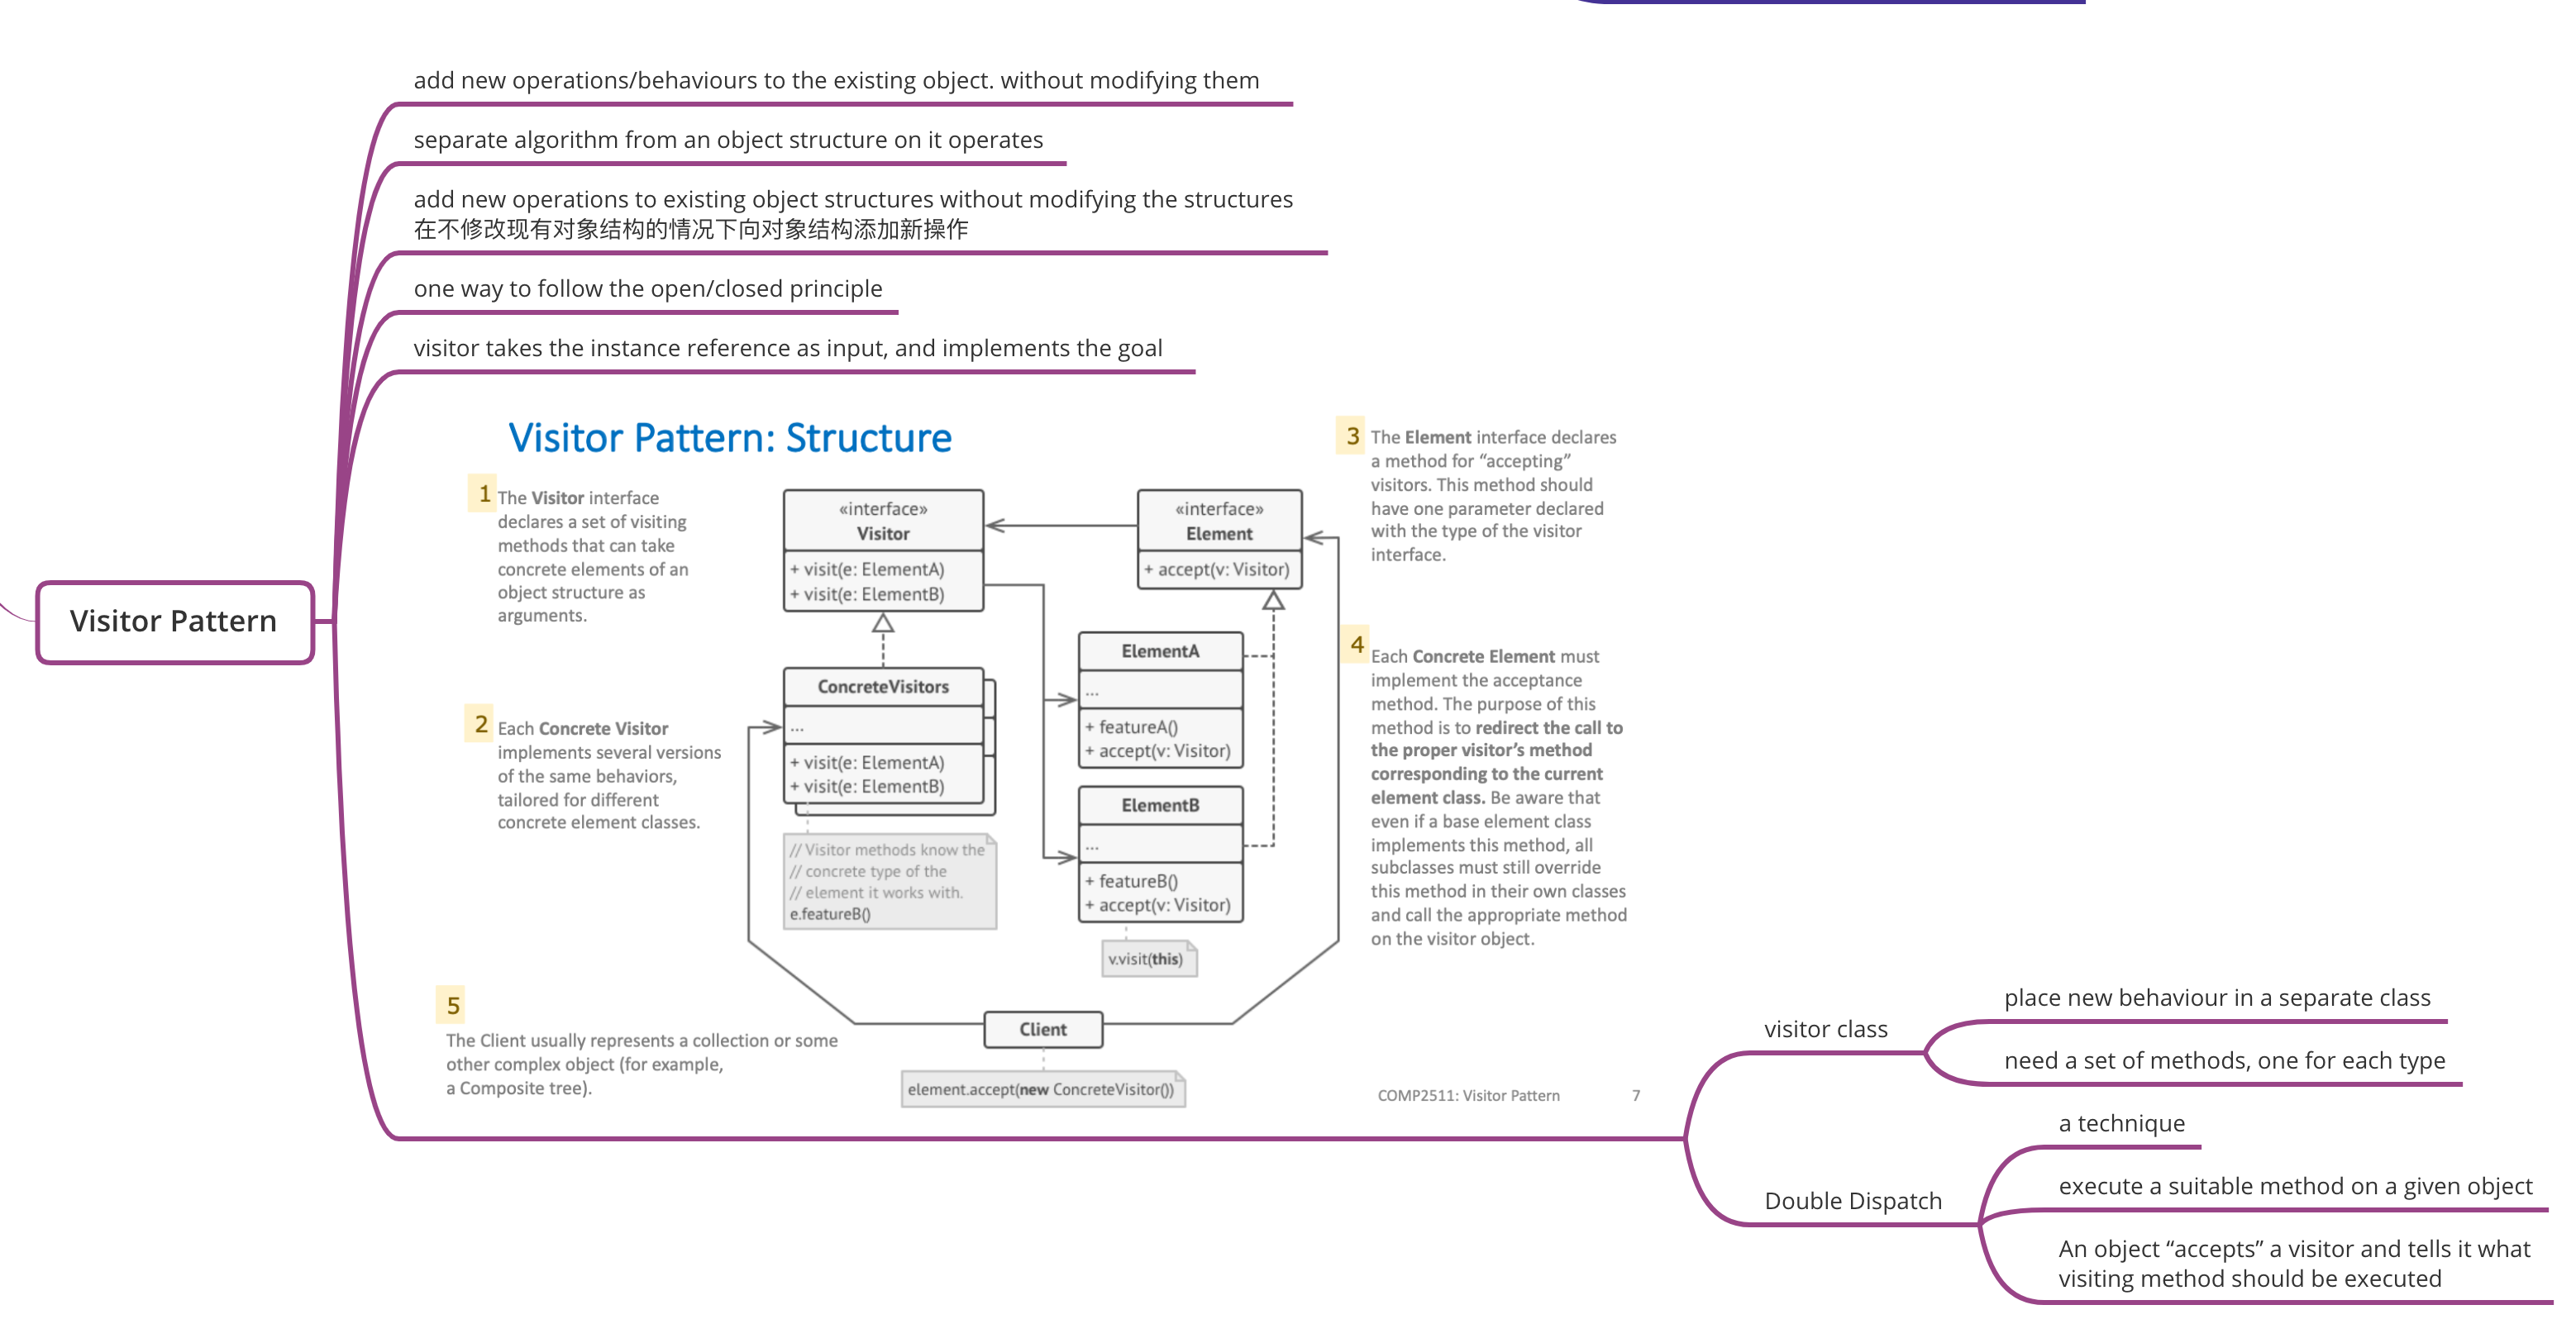 Visitor Pattern
add new operations/behaviours to the existing object. without modifying them
separate algorithm from an object structure on it operates
add new operations to existing object structures without modifying the structures
在不修改现有对象结构的情况下向对象结构添加新操作
one way to follow the open/closed principle
visitor takes the instance reference as input, and implements the goal
Visitor Pattern: Structure
1
The Visitor interface
declares a set of visiting
methods that can take
concrete elements of an
object structure as
arguments.
2
Each Concrete Visitor
implements several versions
of the same behaviors,
tailored for different
concrete element classes.
«interface»
Visitor
+ visit(e: ElementA)
+ visit(e: ElementB)
ConcreteVisitors
...
+ visit(e: ElementA)
+ visit(e: ElementB)
// Visitor methods know the
// concrete type of the
// element it works with.
e.featureB()
«interface»
Element
+ accept(v: Visitor)
ElementA
...
+ featureA()
+ accept(v: Visitor)
ElementB
...
+ featureB()
+ accept(v: Visitor)
v.visit(this)
3
The Element interface declares
a method for “accepting”
visitors. This method should
have one parameter declared
with the type of the visitor
interface.
4
Each Concrete Element must
implement the acceptance
method. The purpose of this
method is to redirect the call to
the proper visitor’s method
corresponding to the current
element class. Be aware that
even if a base element class
implements this method, all
subclasses must still override
this method in their own classes
and call the appropriate method
on the visitor object.
5
The Client usually represents a collection or some
other complex object (for example,
a Composite tree).
Client
element.accept(new ConcreteVisitor())
COMP2511: Visitor Pattern
7
visitor class
place new behaviour in a separate class
need a set of methods, one for each type
Double Dispatch
a technique
execute a suitable method on a given object
An object “accepts” a visitor and tells it what
visiting method should be executed